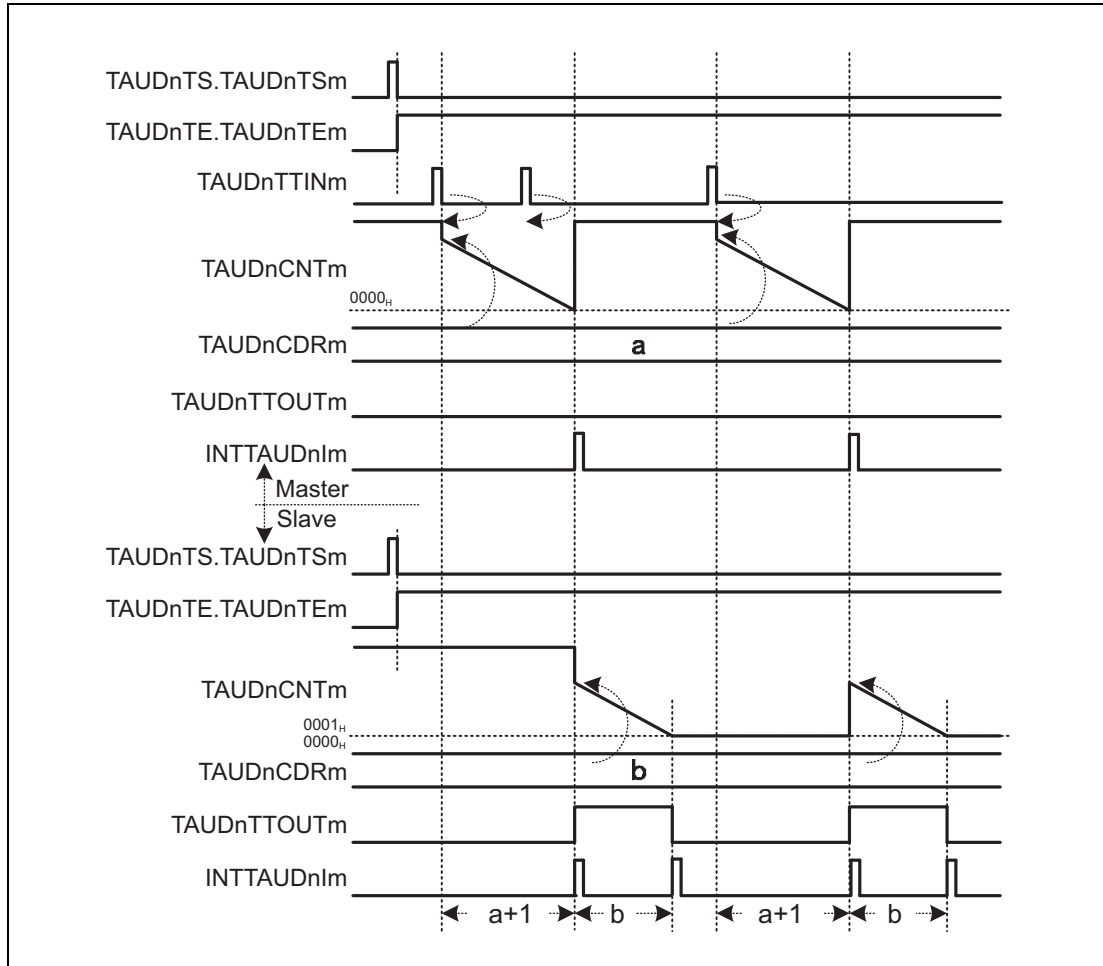 TAUDnTS.TAUDnTSm
TAUDnTE.TAUDnTEm
TAUDnTTINm
TAUDnCNTm
0000H
TAUDnCDRm
a
TAUDnTTOUTm
INTTAUDnIm
Master
Slave
TAUDnTS.TAUDnTSm
TAUDnTE.TAUDnTEm
TAUDnCNTm
0001H
0000H
TAUDnCDRm
b
TAUDnTTOUTm
INTTAUDnIm
a+1 b a+1 b